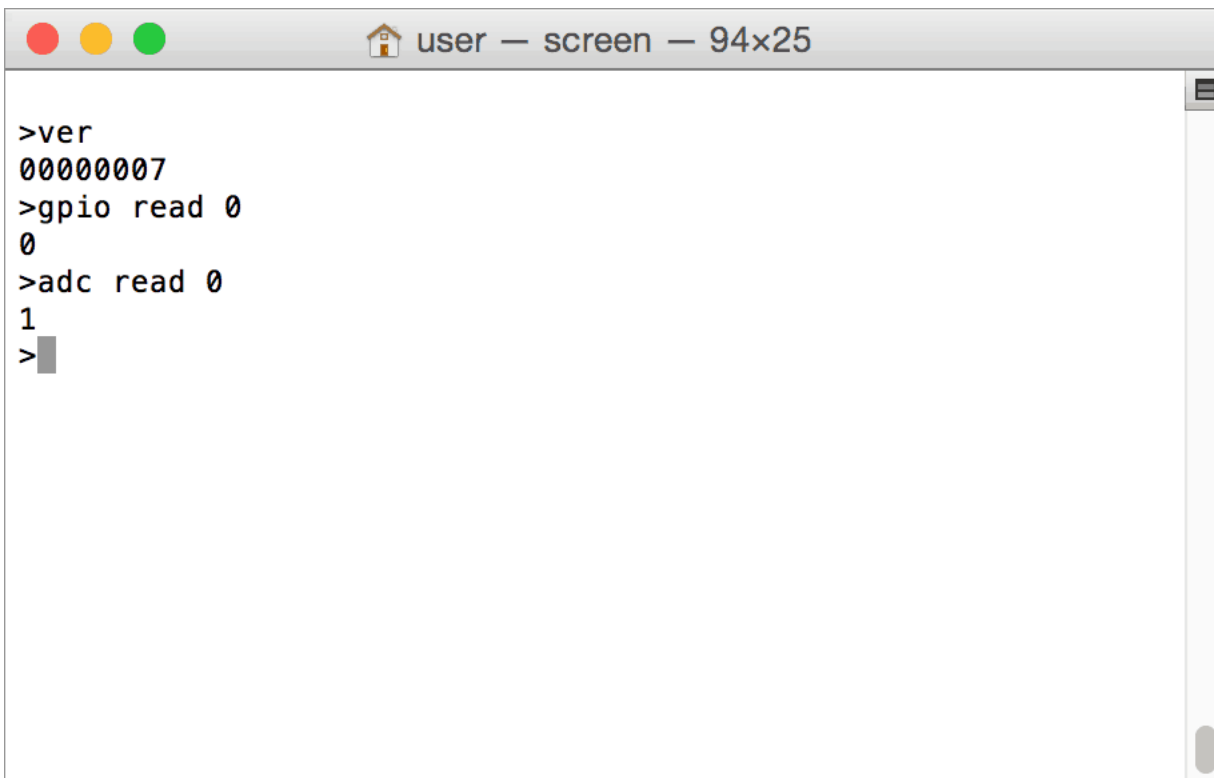 user — screen — 94×25
>ver
00000007
>gpio read 0
0
>adc read 0
1
>